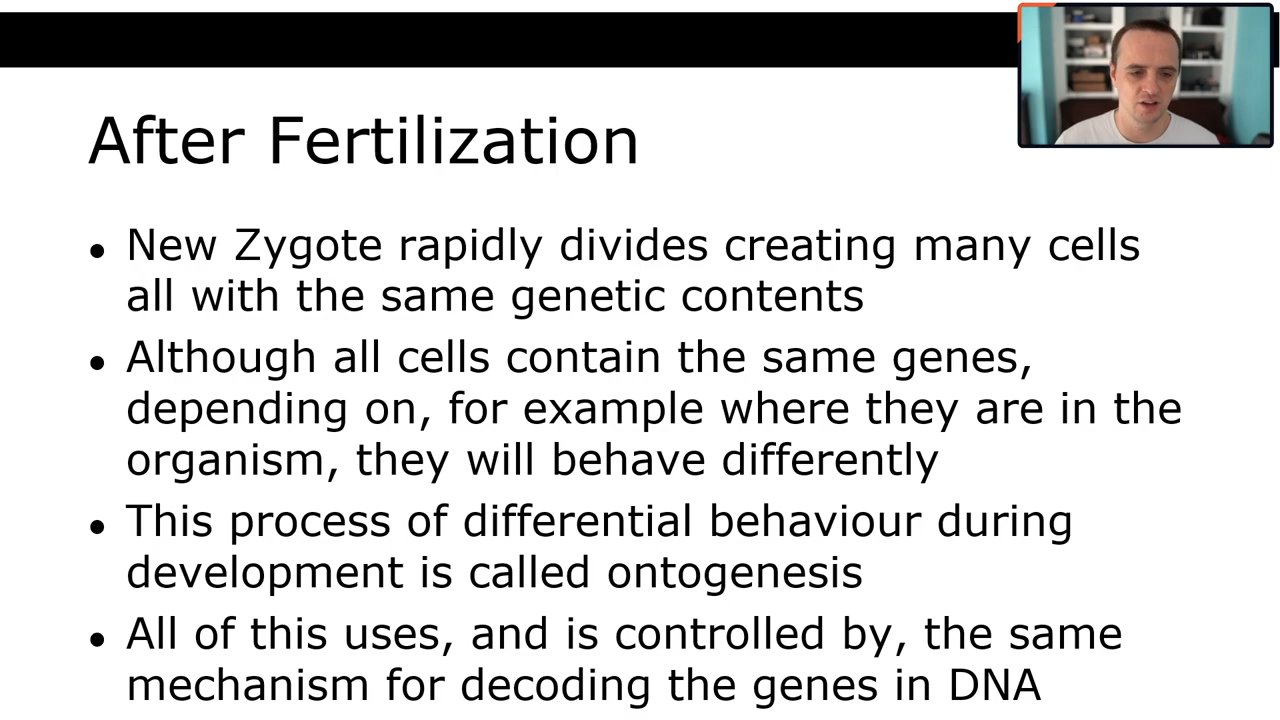 After Fertilization
• New Zygote rapidly divides creating many cells
all with the same genetic contents
• Although all cells contain the same genes,
depending on, for example where they are in the
organism, they will behave differently
• This process of differential behaviour during
development is called ontogenesis
• All of this uses, and is controlled by, the same
mechanism for decoding the genes in DNA